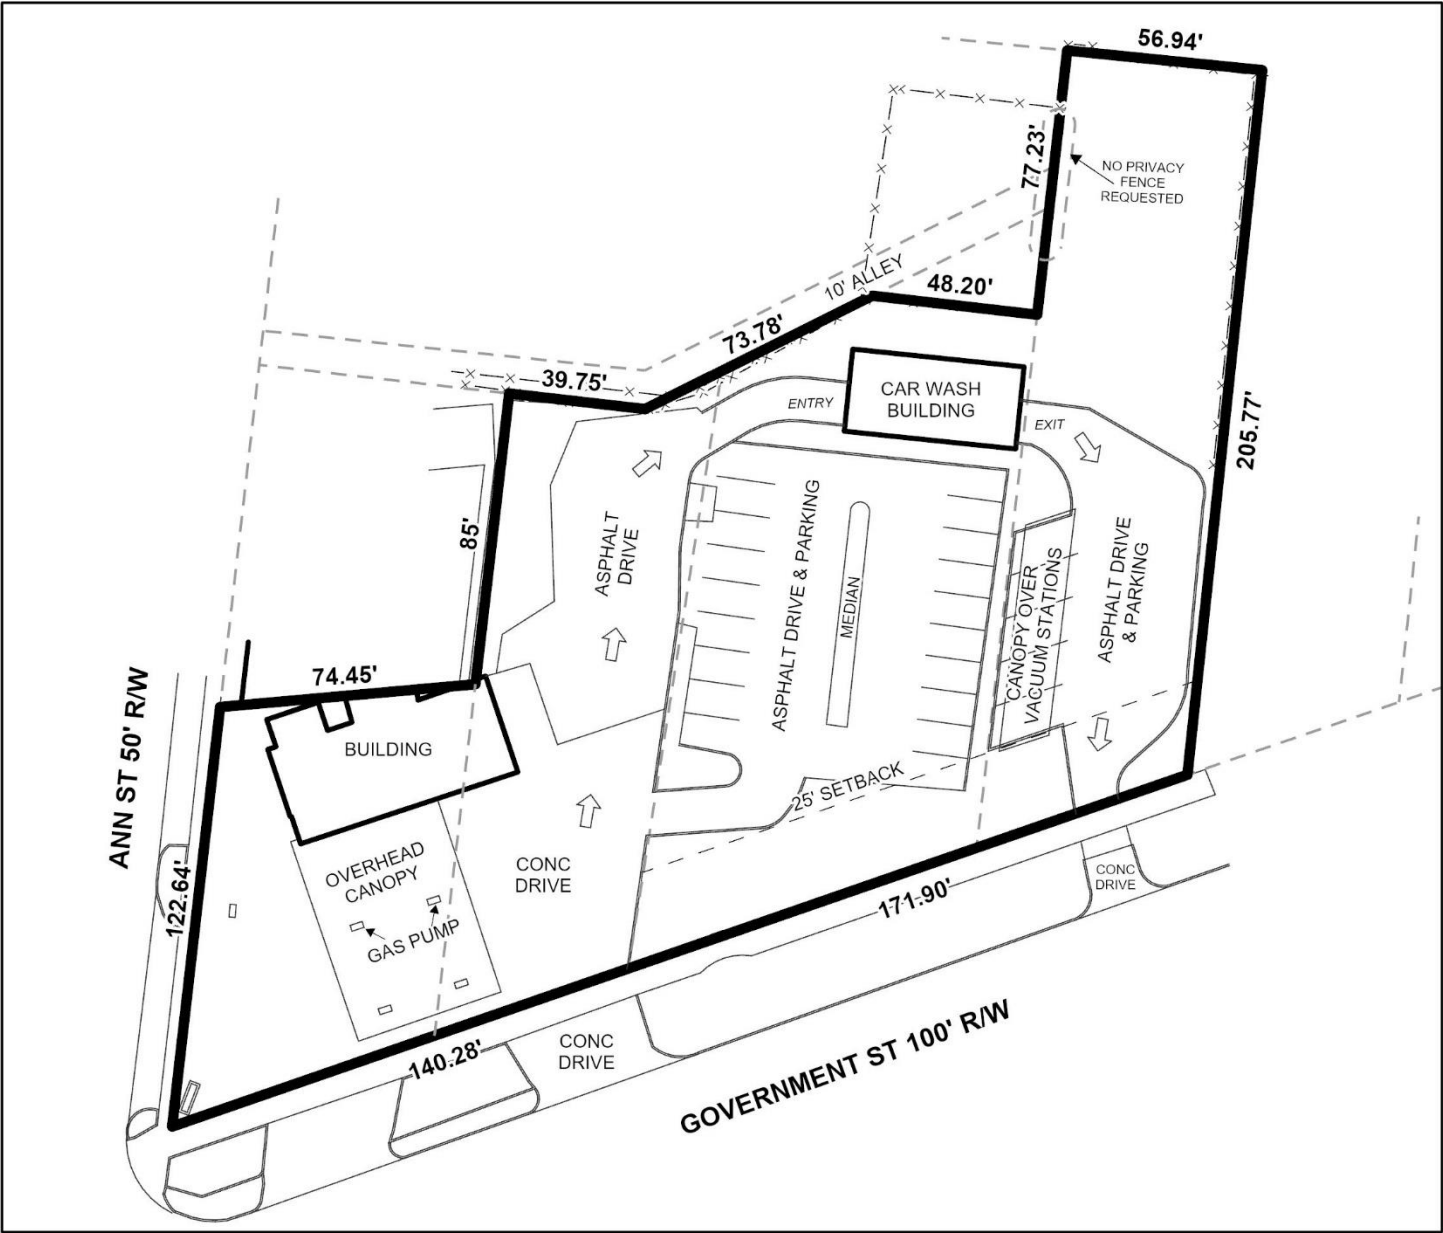 56.94'
77.23'
NO PRIVACY
FENCE
REQUESTED
10' ALLEY
48.20'
73.78'
39.75'
CAR WASH
BUILDING
ENTRY
EXIT
205.77'
85'
ASPHALT
DRIVE
ASPHALT DRIVE & PARKING
MEDIAN
CANOPY OVER
VACUUM STATIONS
ASPHALT DRIVE
& PARKING
74.45'
BUILDING
ANN ST 50' R/W
25' SETBACK
122.64'
OVERHEAD
CANOPY
GAS PUMP
CONC
DRIVE
171.90'
CONC
DRIVE
140.28'
CONC
DRIVE
GOVERNMENT ST 100' R/W